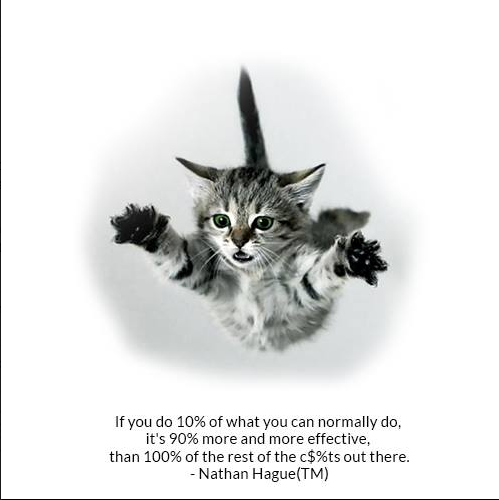 If you do 10% of what you can normally do,
it's 90% more and more effective,
than 100% of the rest of the c$%ts out there.
- Nathan Hague(TM)